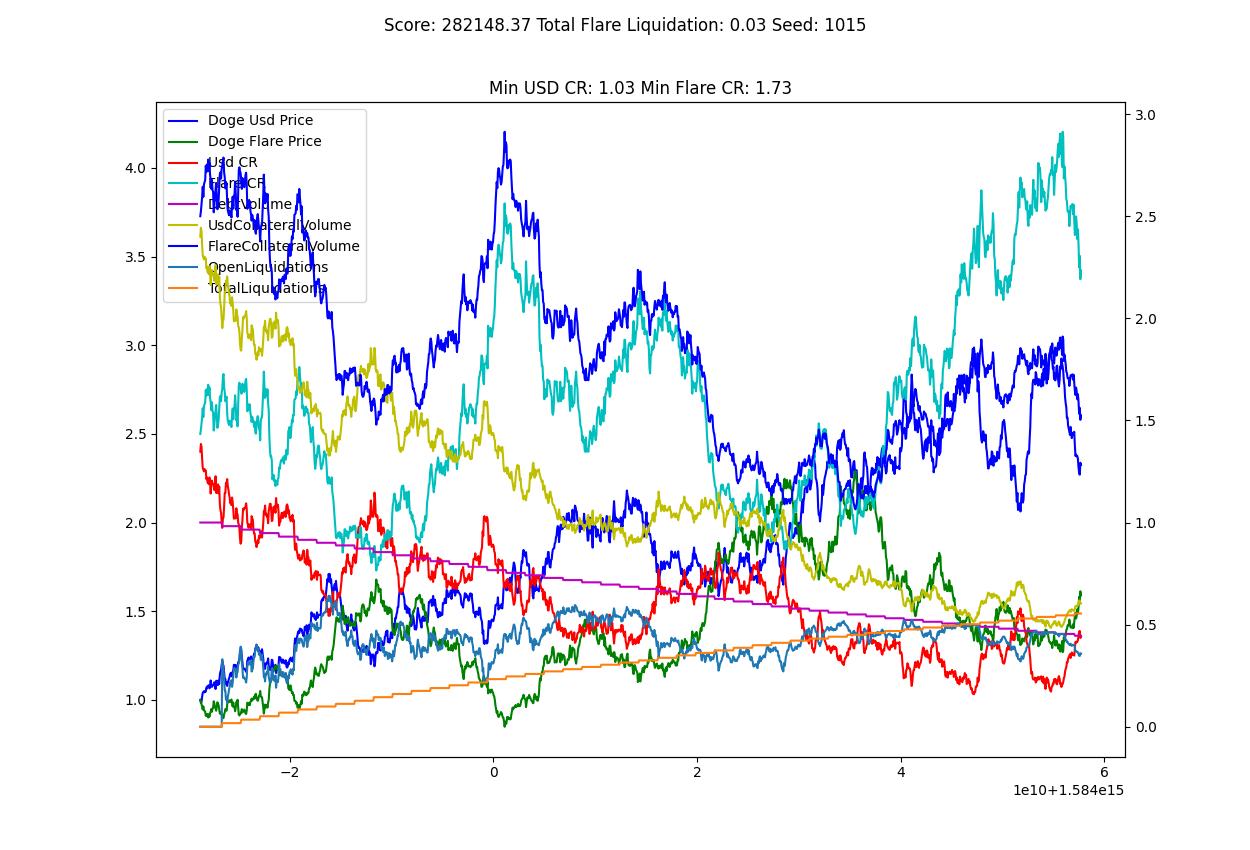 Score: 282148.37 Total Flare Liquidation: 0.03 Seed: 1015
Min USD CR: 1.03 Min Flare CR: 1.73
Doge Usd Price
Doge Flare Price
Usd CR
Flare CR
DebtVolume
UsdCollateralVolume
FlareCollateralVolume
OpenLiquidations
TotalLiquidations
4.0
3.5
3.0
2.5
2.0
1.5
1.0
3.0
2.5
2.0
1.5
1.0
0.5
0.0
−2 0 2 4 6
1e10+1.584e15